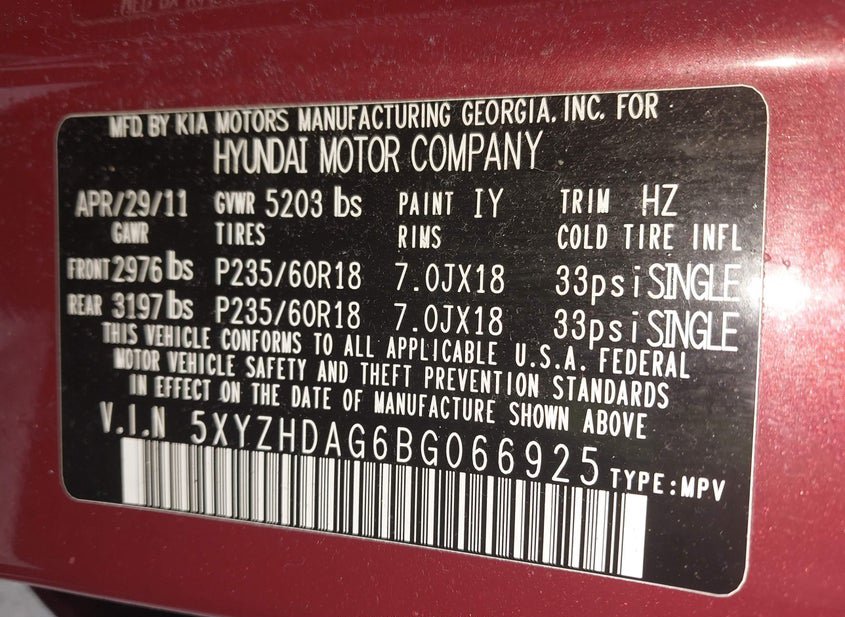 MFD. BY KIA MOTORS MANUFACTURING GEORGIA, INC. FOR
HYUNDAI MOTOR COMPANY
APR/29/11 GVWR 5203 lbs PAINT IY TRIM HZ
GAWR TIRES RIMS COLD TIRE INFL
FRONT 2976 lbs P235/60R18 7.0JX18 33psi SINGLE
REAR 3197 lbs P235/60R18 7.0JX18 33psi SINGLE
THIS VEHICLE CONFORMS TO ALL APPLICABLE U.S.A. FEDERAL
MOTOR VEHICLE SAFETY AND THEFT PREVENTION STANDARDS
IN EFFECT ON THE DATE OF MANUFACTURE SHOWN ABOVE
V.I.N 5XYZHDAG6BG066925 TYPE:MPV